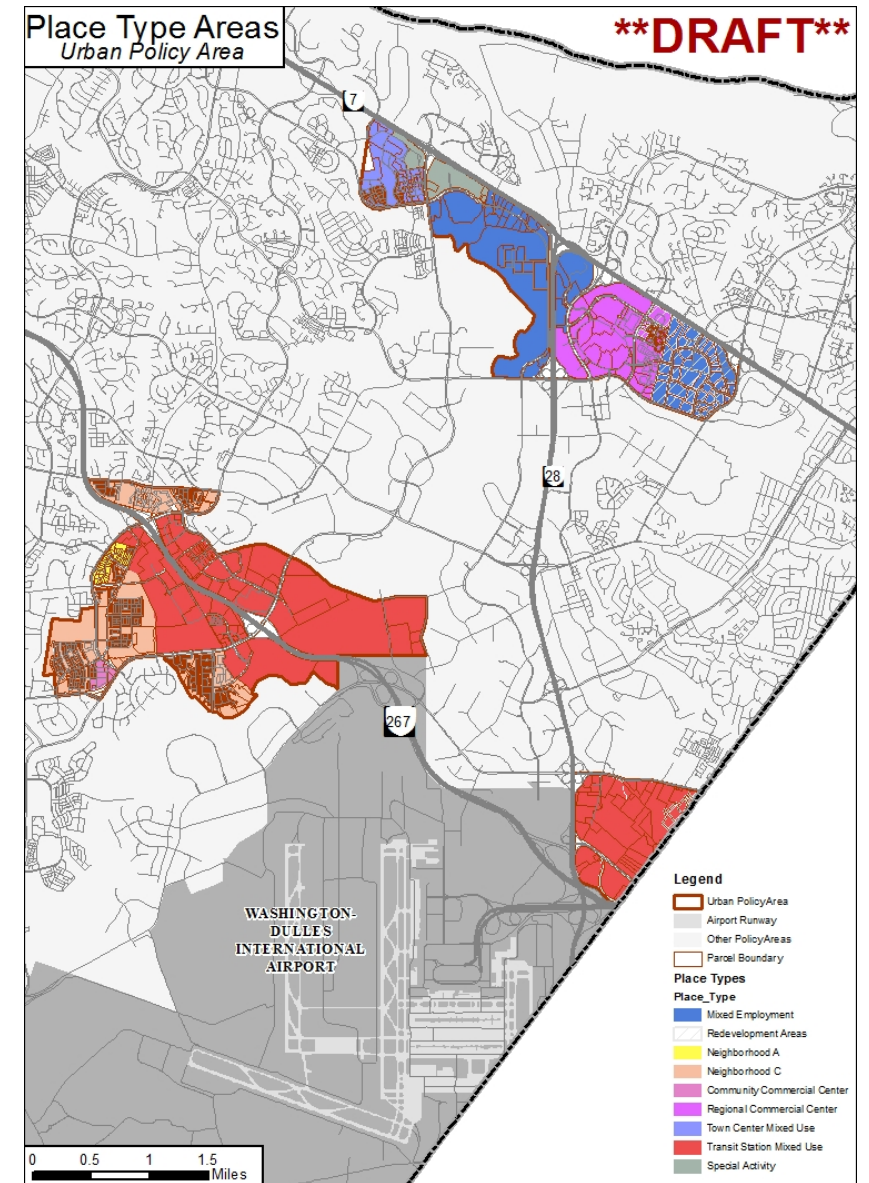 Place Type Areas
Urban Policy Area
**DRAFT**
7
28
267
WASHINGTON-
DULLES
INTERNATIONAL
AIRPORT
Legend
Urban PolicyArea
Airport Runway
Other PolicyAreas
Parcel Boundary
Place Types
Place_Type
Mixed Employment
Redevelopment Areas
Neighborhood A
Neighborhood C
Community Commercial Center
Regional Commercial Center
Town Center Mixed Use
Transit Station Mixed Use
Special Activity
0 0.5 1 1.5
Miles